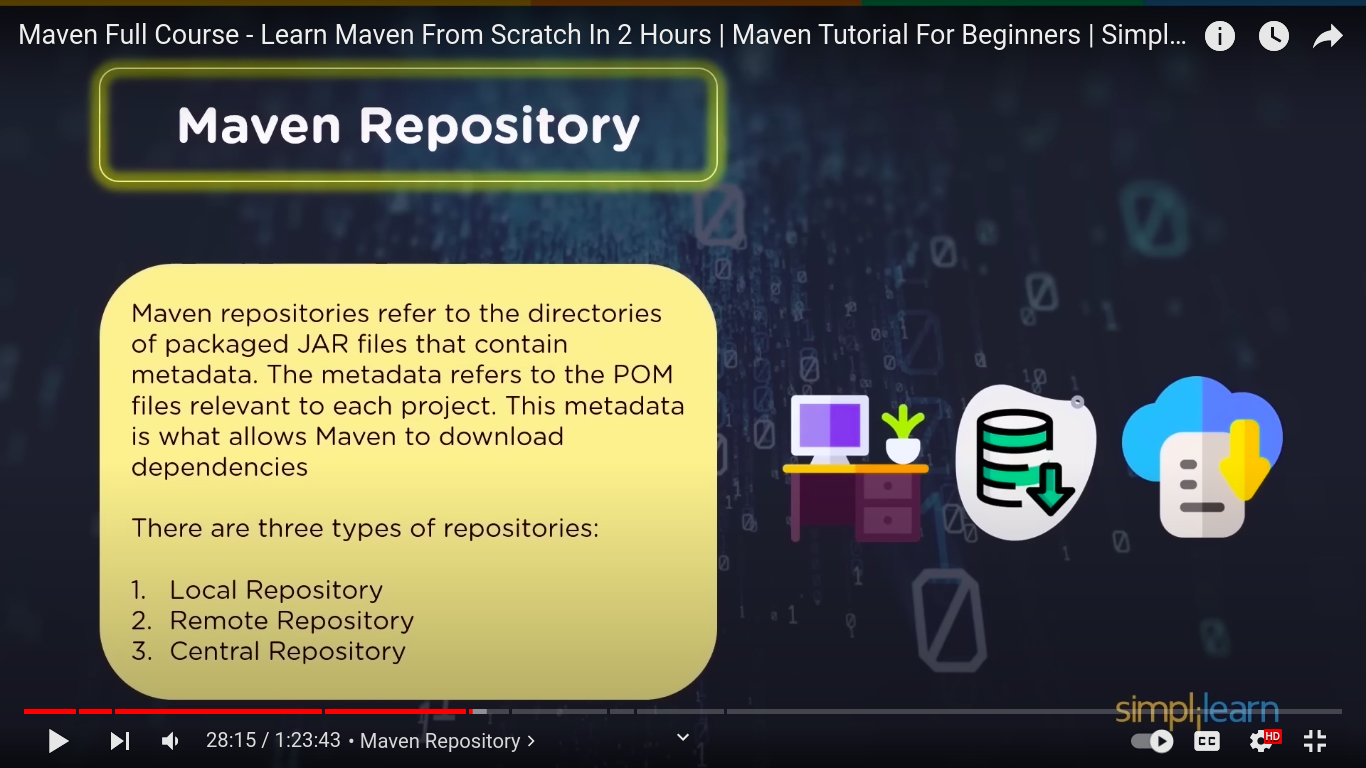 Maven Full Course - Learn Maven From Scratch In 2 Hours | Maven Tutorial For Beginners | Simpl...
Maven Repository
Maven repositories refer to the directories
of packaged JAR files that contain
metadata. The metadata refers to the POM
files relevant to each project. This metadata
is what allows Maven to download
dependencies
There are three types of repositories:
1. Local Repository
2. Remote Repository
3. Central Repository
simplilearn
28:15 / 1:23:43 • Maven Repository
CC
HD